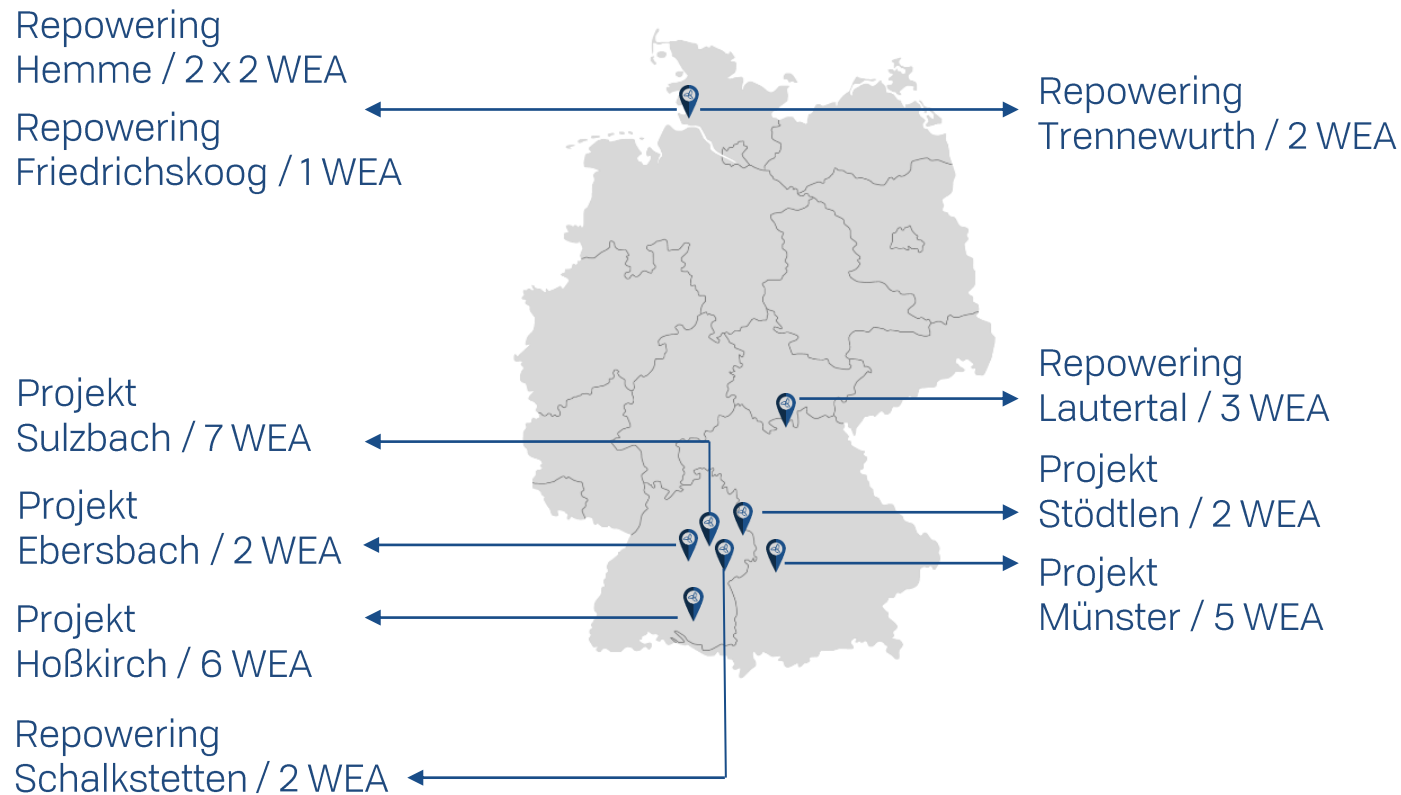 Repowering
Hemme / 2 x 2 WEA
Repowering
Friedrichskoog / 1 WEA
Repowering
Trennewurth / 2 WEA
Projekt
Sulzbach / 7 WEA
Projekt
Ebersbach / 2 WEA
Projekt
Hoßkirch / 6 WEA
Repowering
Schalkstetten / 2 WEA
Repowering
Lautertal / 3 WEA
Projekt
Stödtlen / 2 WEA
Projekt
Münster / 5 WEA